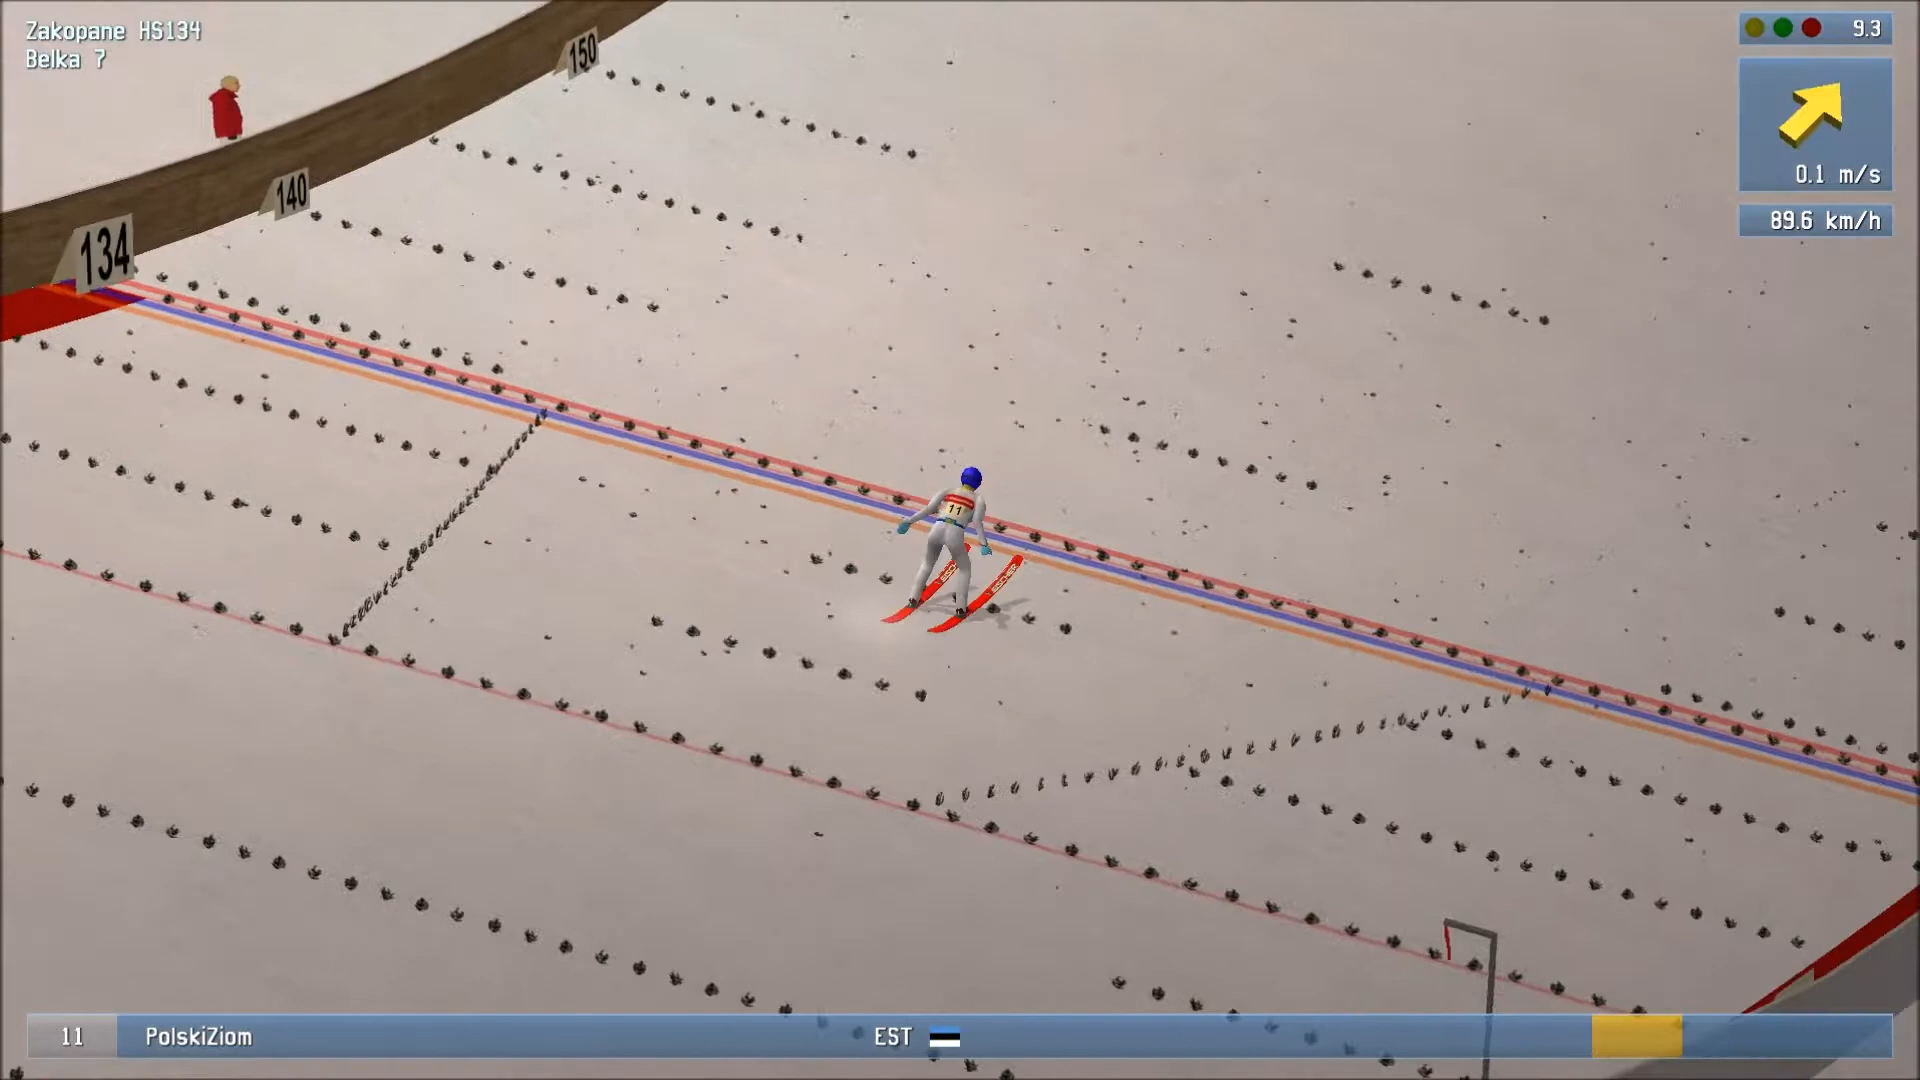 Zakopane HS134
Belka 7
9.3
0.1 m/s
89.6 km/h
150
140
134
11
11 PolskiZiom EST